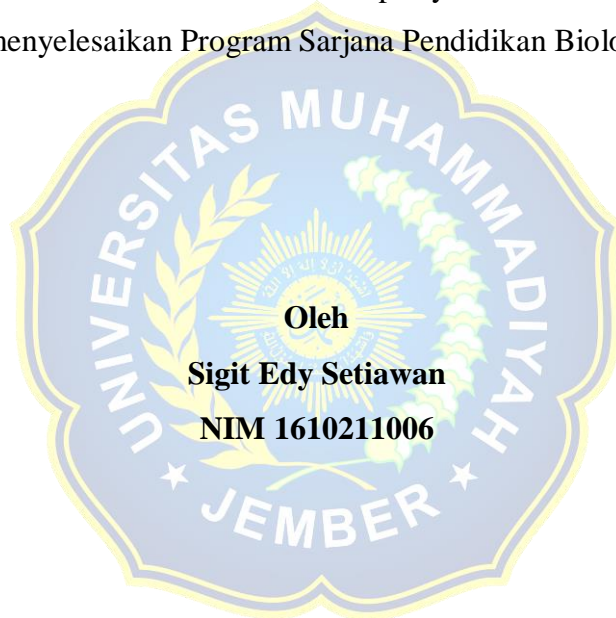 menyelesaikan Program Sarjana Pendidikan Biolo
UNIVERSITAS MUHAMMADIYAH
Oleh
Sigit Edy Setiawan
NIM 1610211006
JEMBER